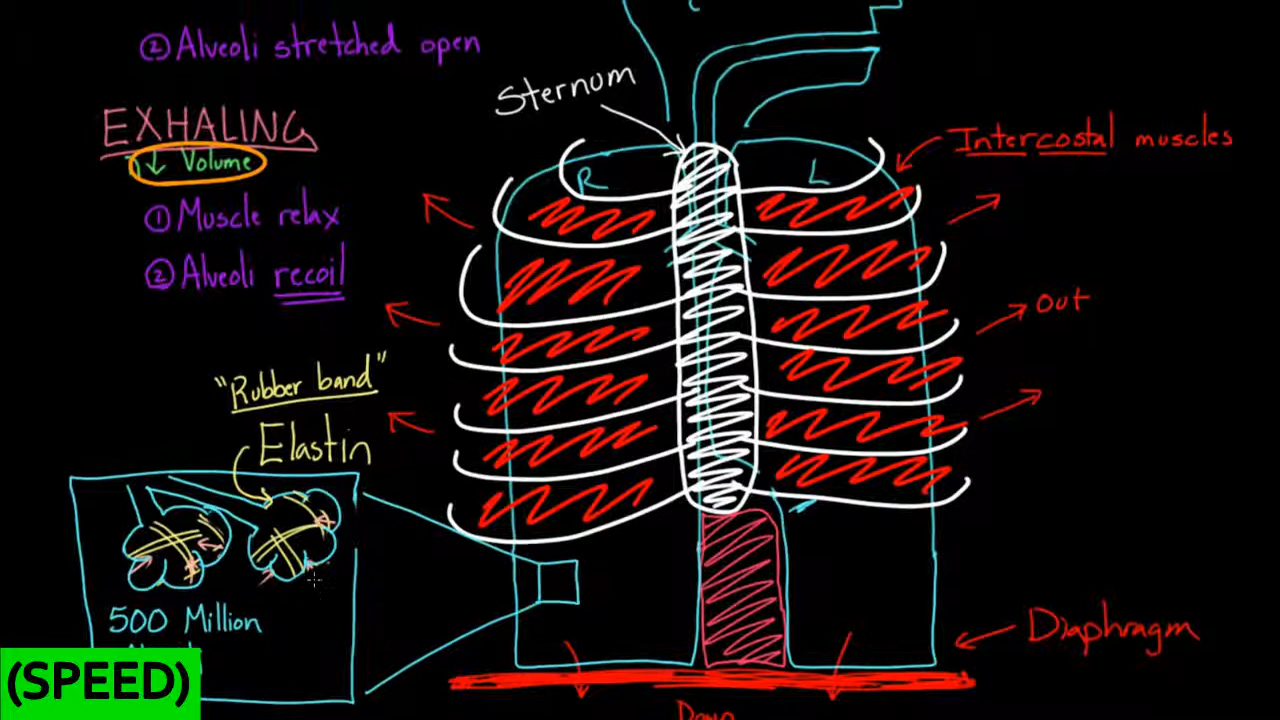 ② Alveoli stretched open
EXHALING
↓ Volume
① Muscle relax
② Alveoli recoil
"Rubber band"
Elastin
500 Million
(SPEED)
Sternum
R
L
Intercostal muscles
Out
Diaphragm
Down